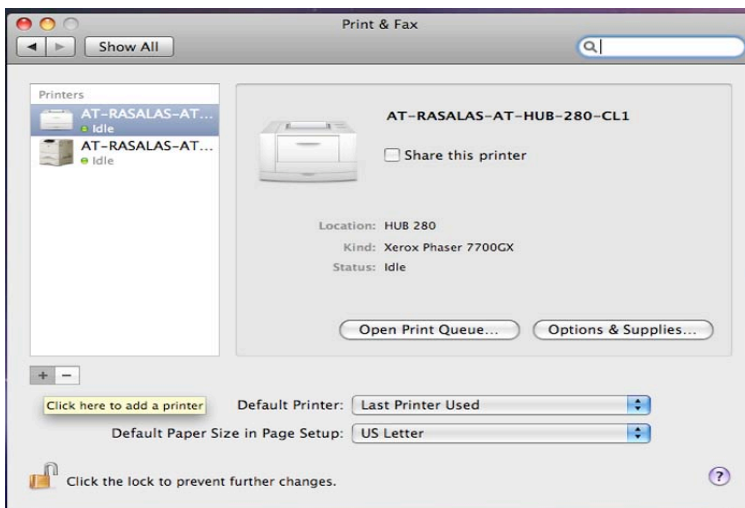 Print & Fax
Show All
Printers
AT-RASALAS-AT...
Idle
AT-RASALAS-AT...
Idle
AT-RASALAS-AT-HUB-280-CL1
Share this printer
Location: HUB 280
Kind: Xerox Phaser 7700GX
Status: Idle
Open Print Queue...
Options & Supplies...
+ −
Click here to add a printer
Default Printer: Last Printer Used
Default Paper Size in Page Setup: US Letter
Click the lock to prevent further changes.
?